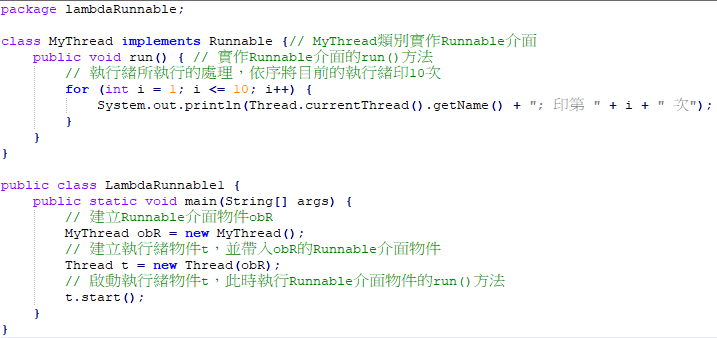 package lambdaRunnable;

class MyThread implements Runnable {// MyThread類別實作Runnable介面
    public void run() { // 實作Runnable介面的run()方法
        // 執行緒所執行的處理，依序將目前的執行緒印10次
        for (int i = 1; i <= 10; i++) {
            System.out.println(Thread.currentThread().getName() + "; 印第 " + i + " 次");
        }
    }
}

public class LambdaRunnable1 {
    public static void main(String[] args) {
        // 建立Runnable介面物件obR
        MyThread obR = new MyThread();
        // 建立執行緒物件t，並帶入obR的Runnable介面物件
        Thread t = new Thread(obR);
        // 啟動執行緒物件t，此時執行Runnable介面物件的run()方法
        t.start();
    }
}